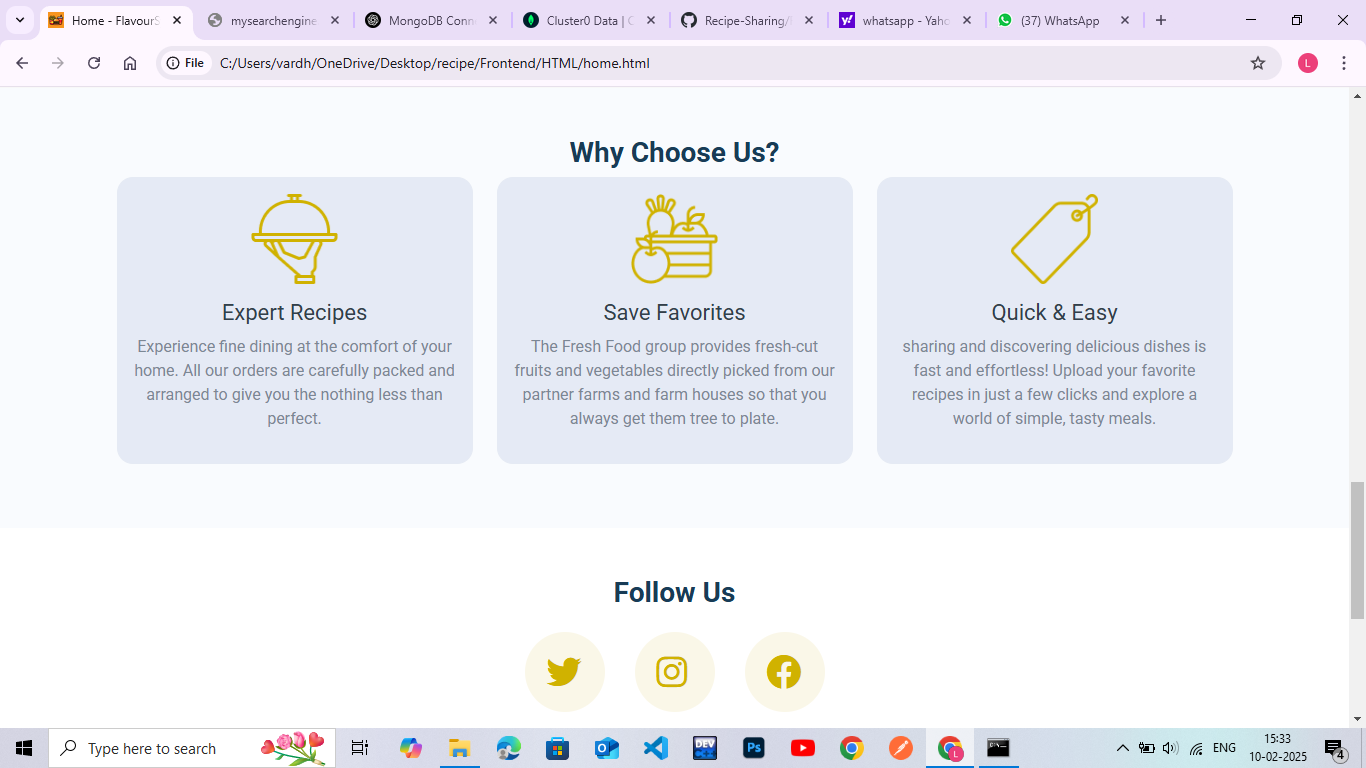 Home - FlavourS
mysearchengine
MongoDB Conn
Cluster0 Data | C
Recipe-Sharing/
whatsapp - Yaho
(37) WhatsApp
File
C:/Users/vardh/OneDrive/Desktop/recipe/Frontend/HTML/home.html
L
Why Choose Us?
Expert Recipes
Experience fine dining at the comfort of your
home. All our orders are carefully packed and
arranged to give you the nothing less than
perfect.
Save Favorites
The Fresh Food group provides fresh-cut
fruits and vegetables directly picked from our
partner farms and farm houses so that you
always get them tree to plate.
Quick & Easy
sharing and discovering delicious dishes is
fast and effortless! Upload your favorite
recipes in just a few clicks and explore a
world of simple, tasty meals.
Follow Us
Type here to search
DEV
Ps
L
ENG
15:33
10-02-2025
4